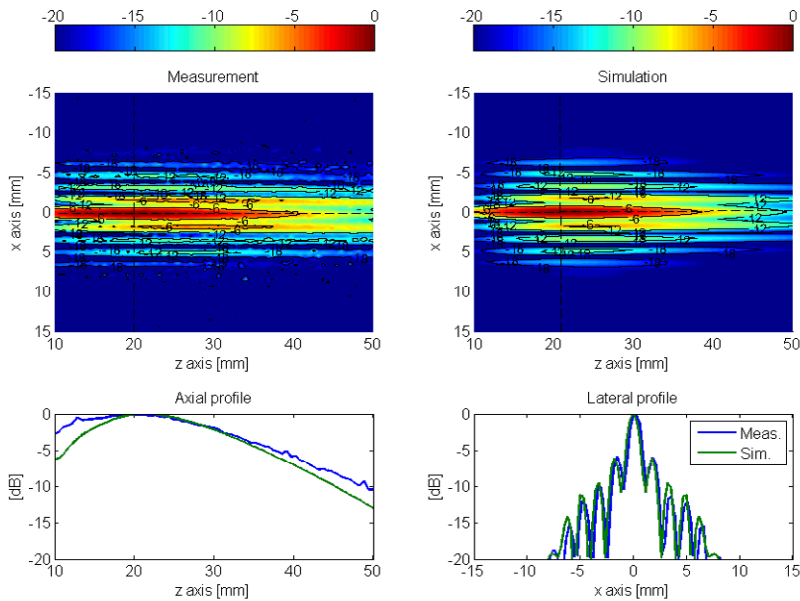 -20 -15 -10 -5 0
-20 -15 -10 -5 0
Measurement
Simulation
x axis [mm]
-15
-10
-5
0
5
10
15
10 20 30 40 50
z axis [mm]
x axis [mm]
-15
-10
-5
0
5
10
15
10 20 30 40 50
z axis [mm]
Axial profile
[dB]
0
-5
-10
-15
-20
10 20 30 40 50
z axis [mm]
Lateral profile
[dB]
0
-5
-10
-15
-20
-15 -10 -5 0 5 10 15
x axis [mm]
Meas.
Sim.